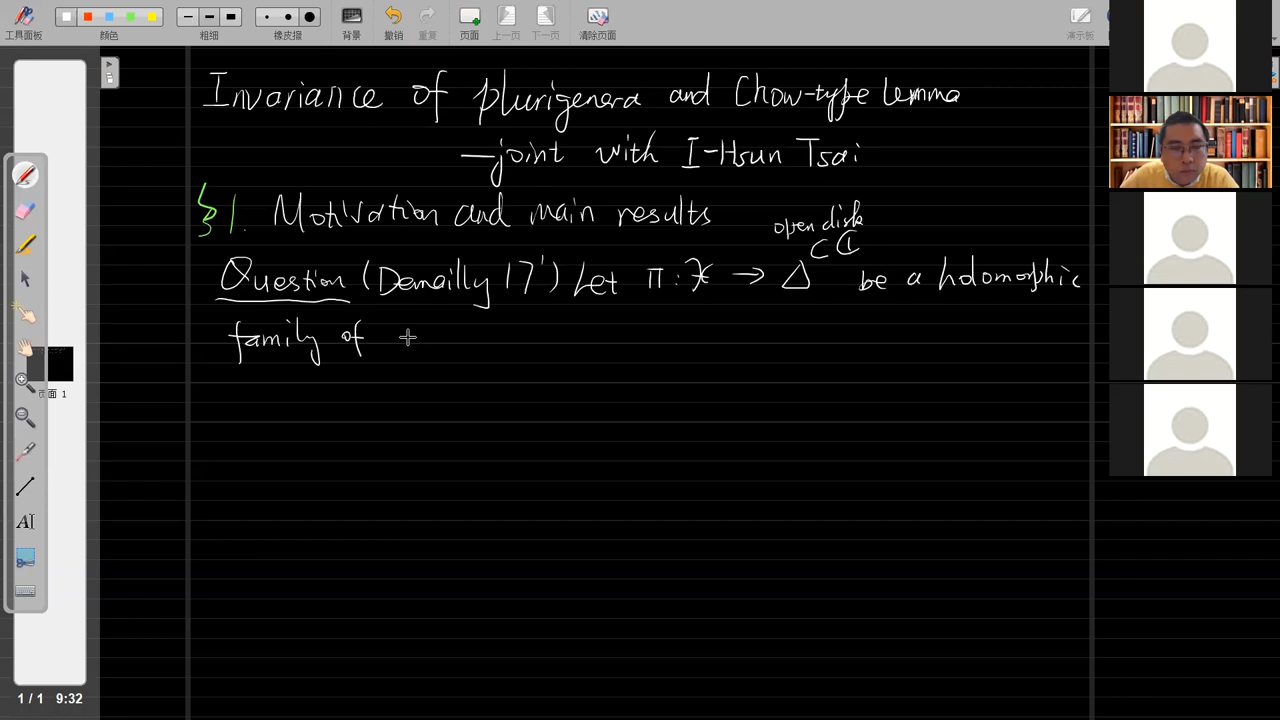 工具面板
颜色
粗细
橡皮擦
背景
撤销
重复
页面
上一页
下一页
清除页面
演示板
Invariance of plurigenera and Chow-type Lemma
—joint with I-Hsun Tsai
§1. Motivation and main results
open disk
⊂ ℂ
Question (Demailly 17') Let π : 𝒳 → Δ be a holomorphic
family of
页面 1
A
1 / 1 9:32